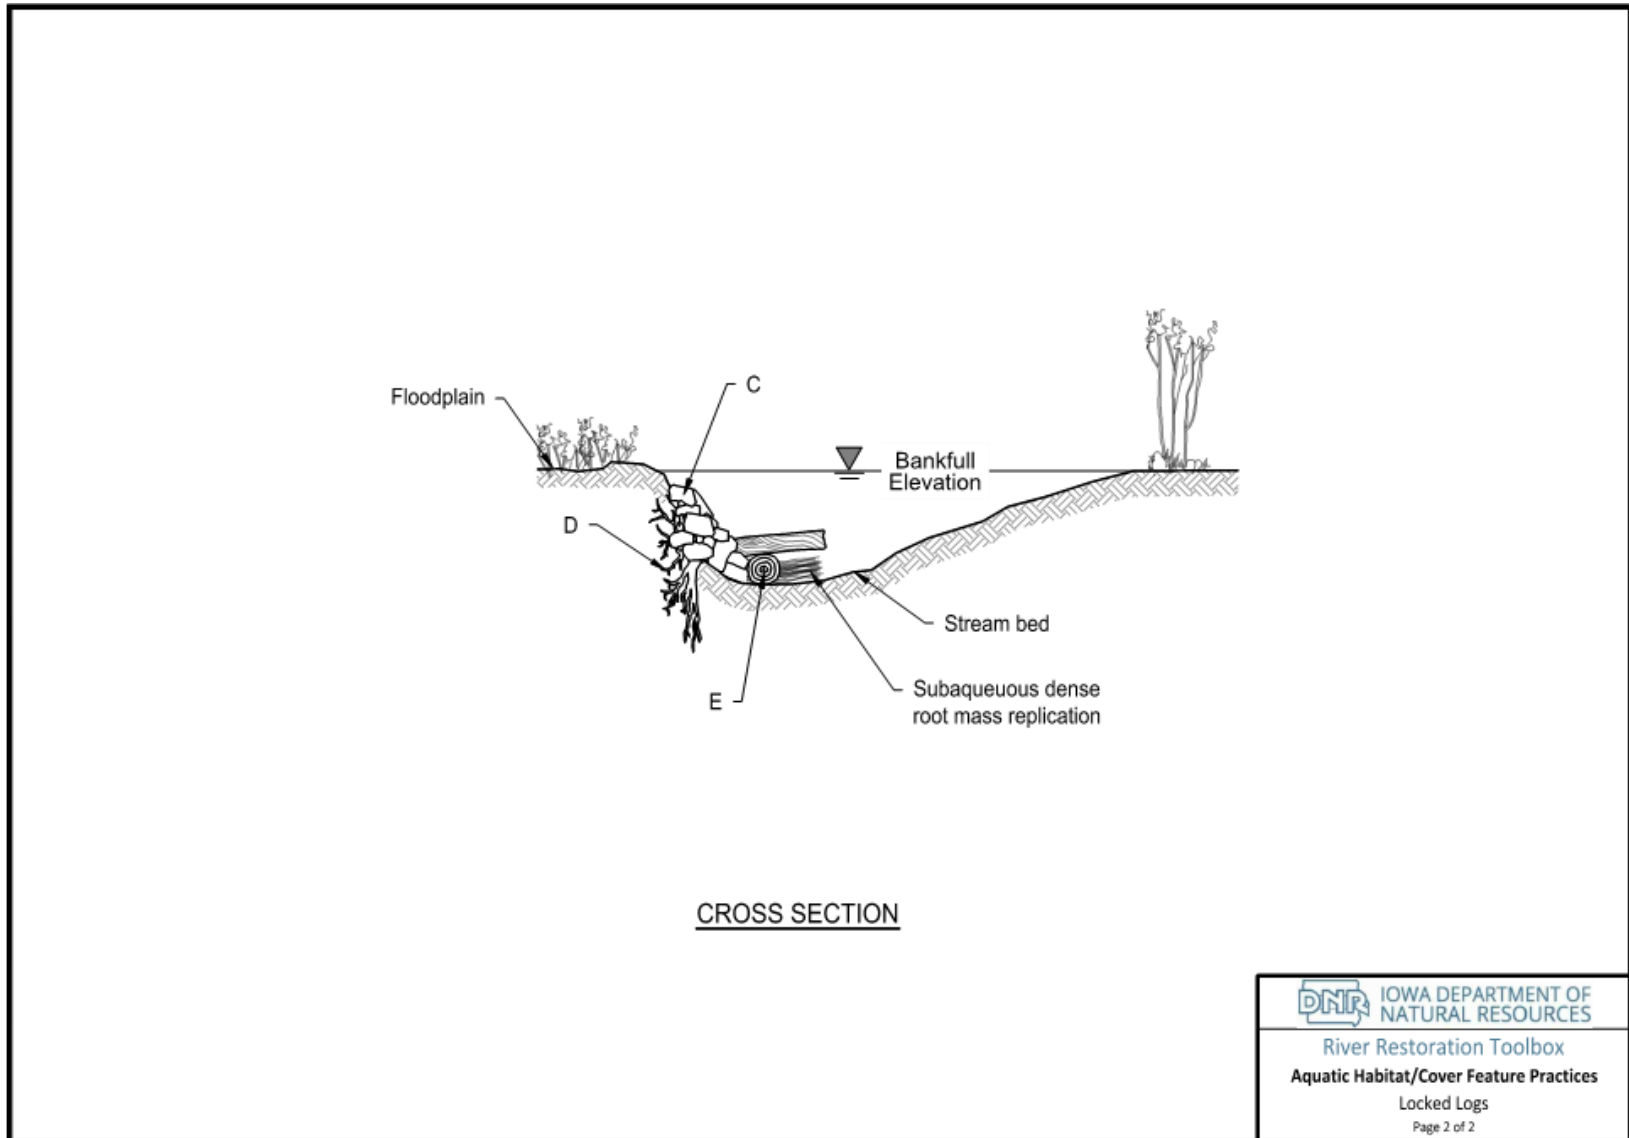 C
Floodplain
Bankfull
Elevation
D
Stream bed
E
Subaqueuous dense
root mass replication
CROSS SECTION
DNR IOWA DEPARTMENT OF
NATURAL RESOURCES
River Restoration Toolbox
Aquatic Habitat/Cover Feature Practices
Locked Logs
Page 2 of 2